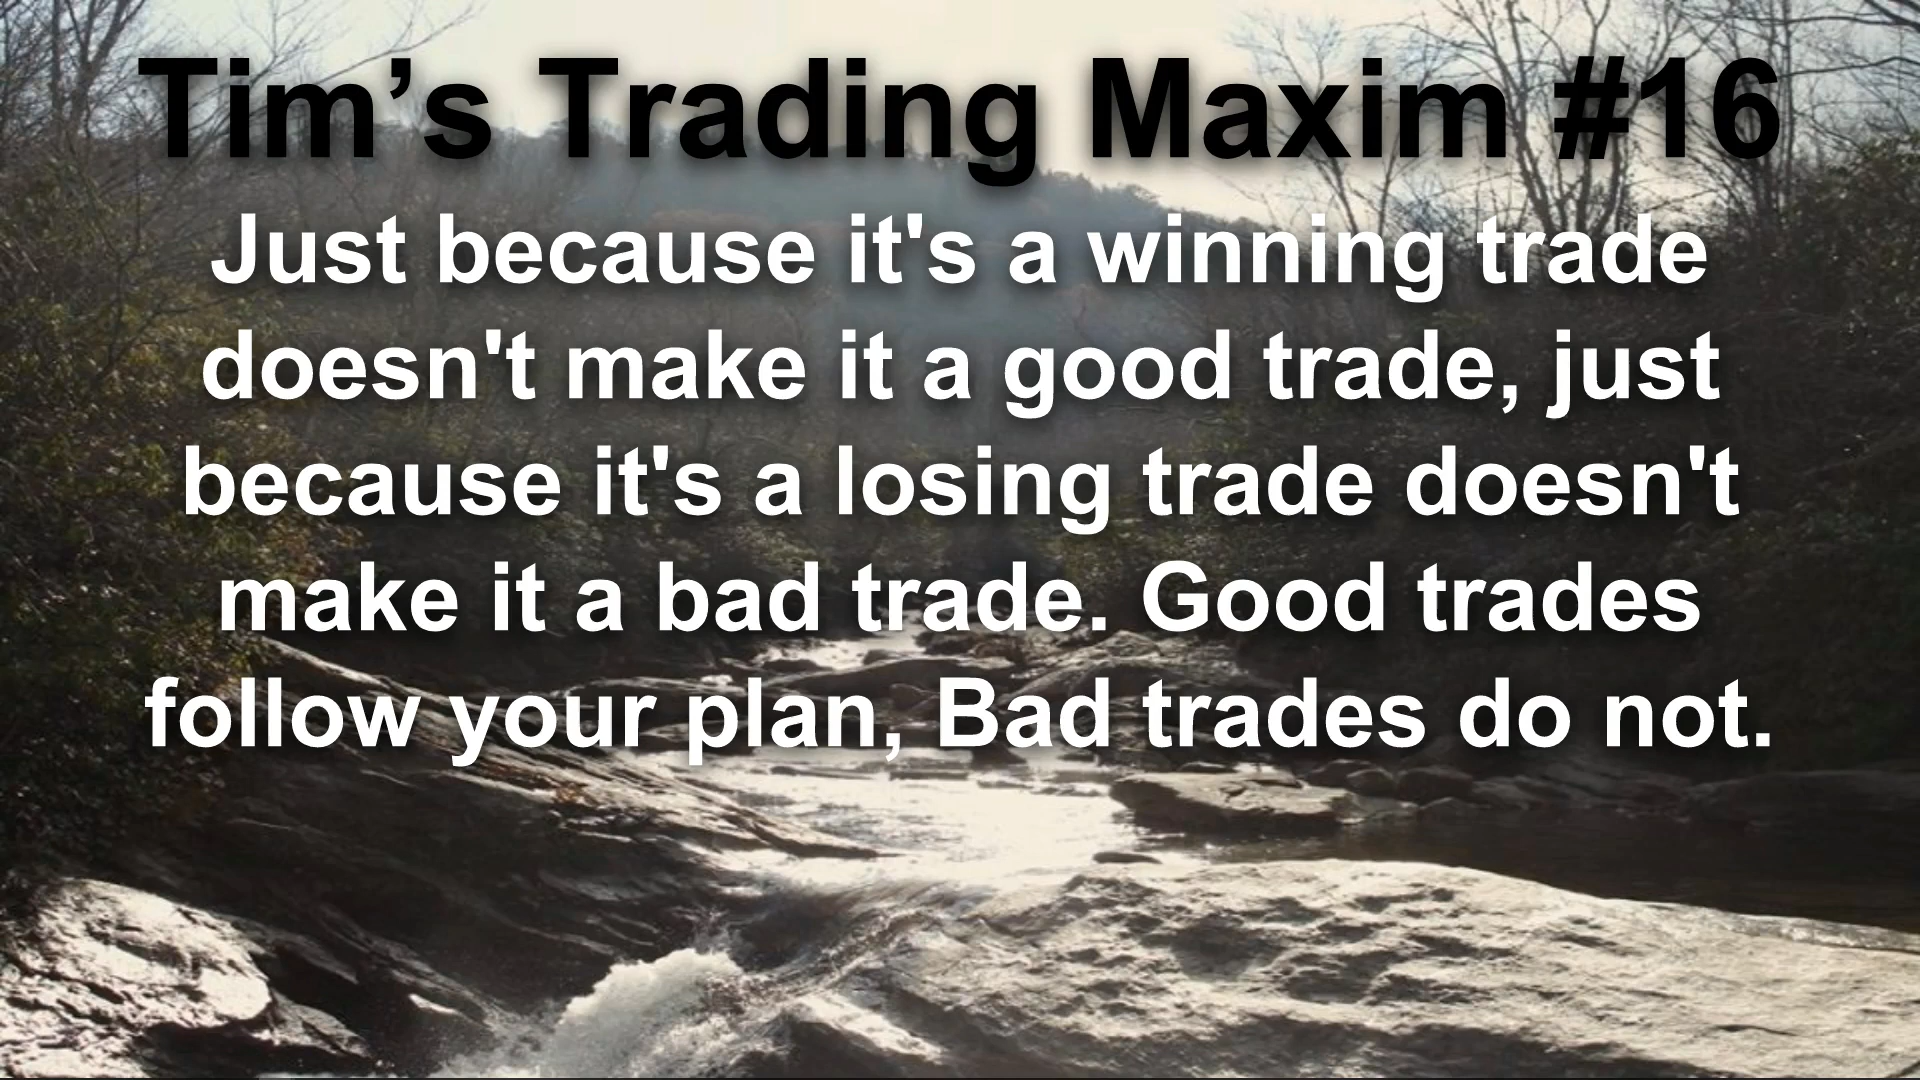 Tim’s Trading Maxim #16
Just because it's a winning trade
doesn't make it a good trade, just
because it's a losing trade doesn't
make it a bad trade. Good trades
follow your plan, Bad trades do not.